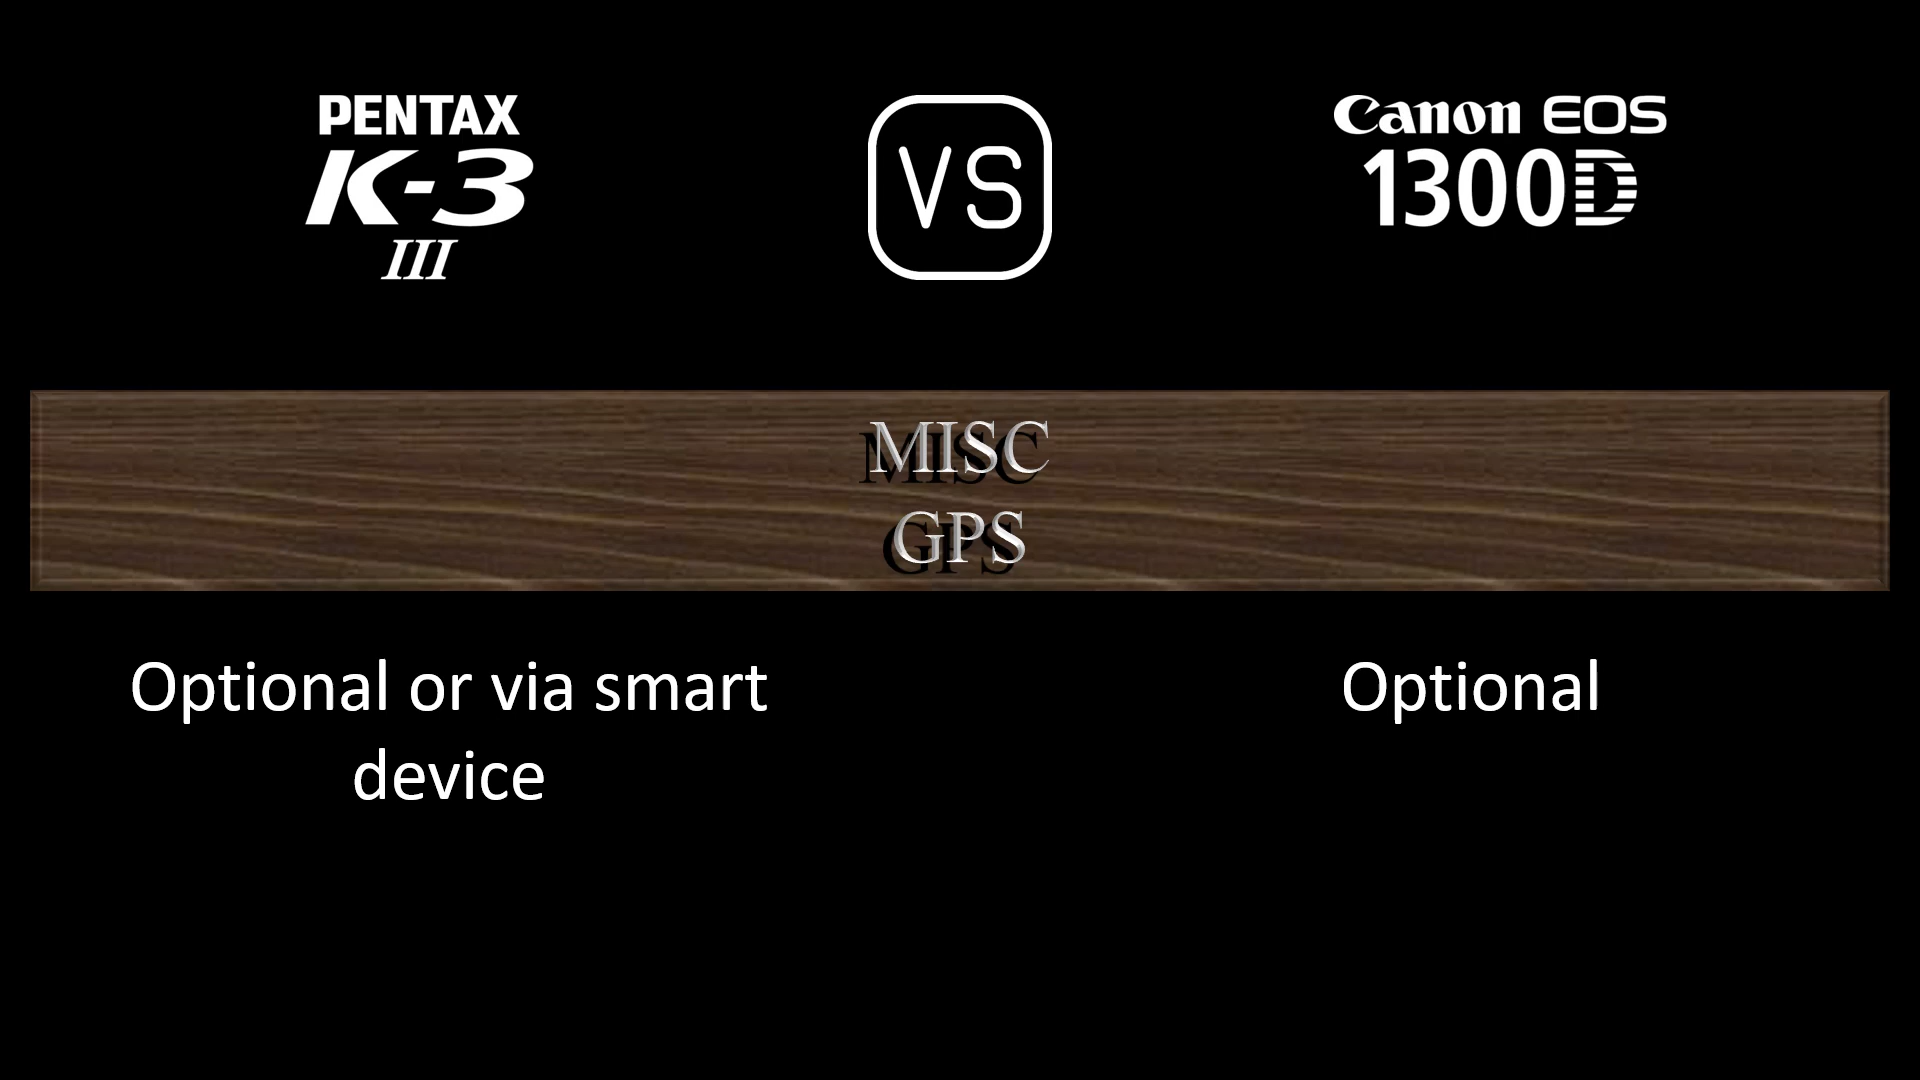 PENTAX
K-3
III
VS
Canon EOS
1300D
MISC
GPS
Optional or via smart
device
Optional